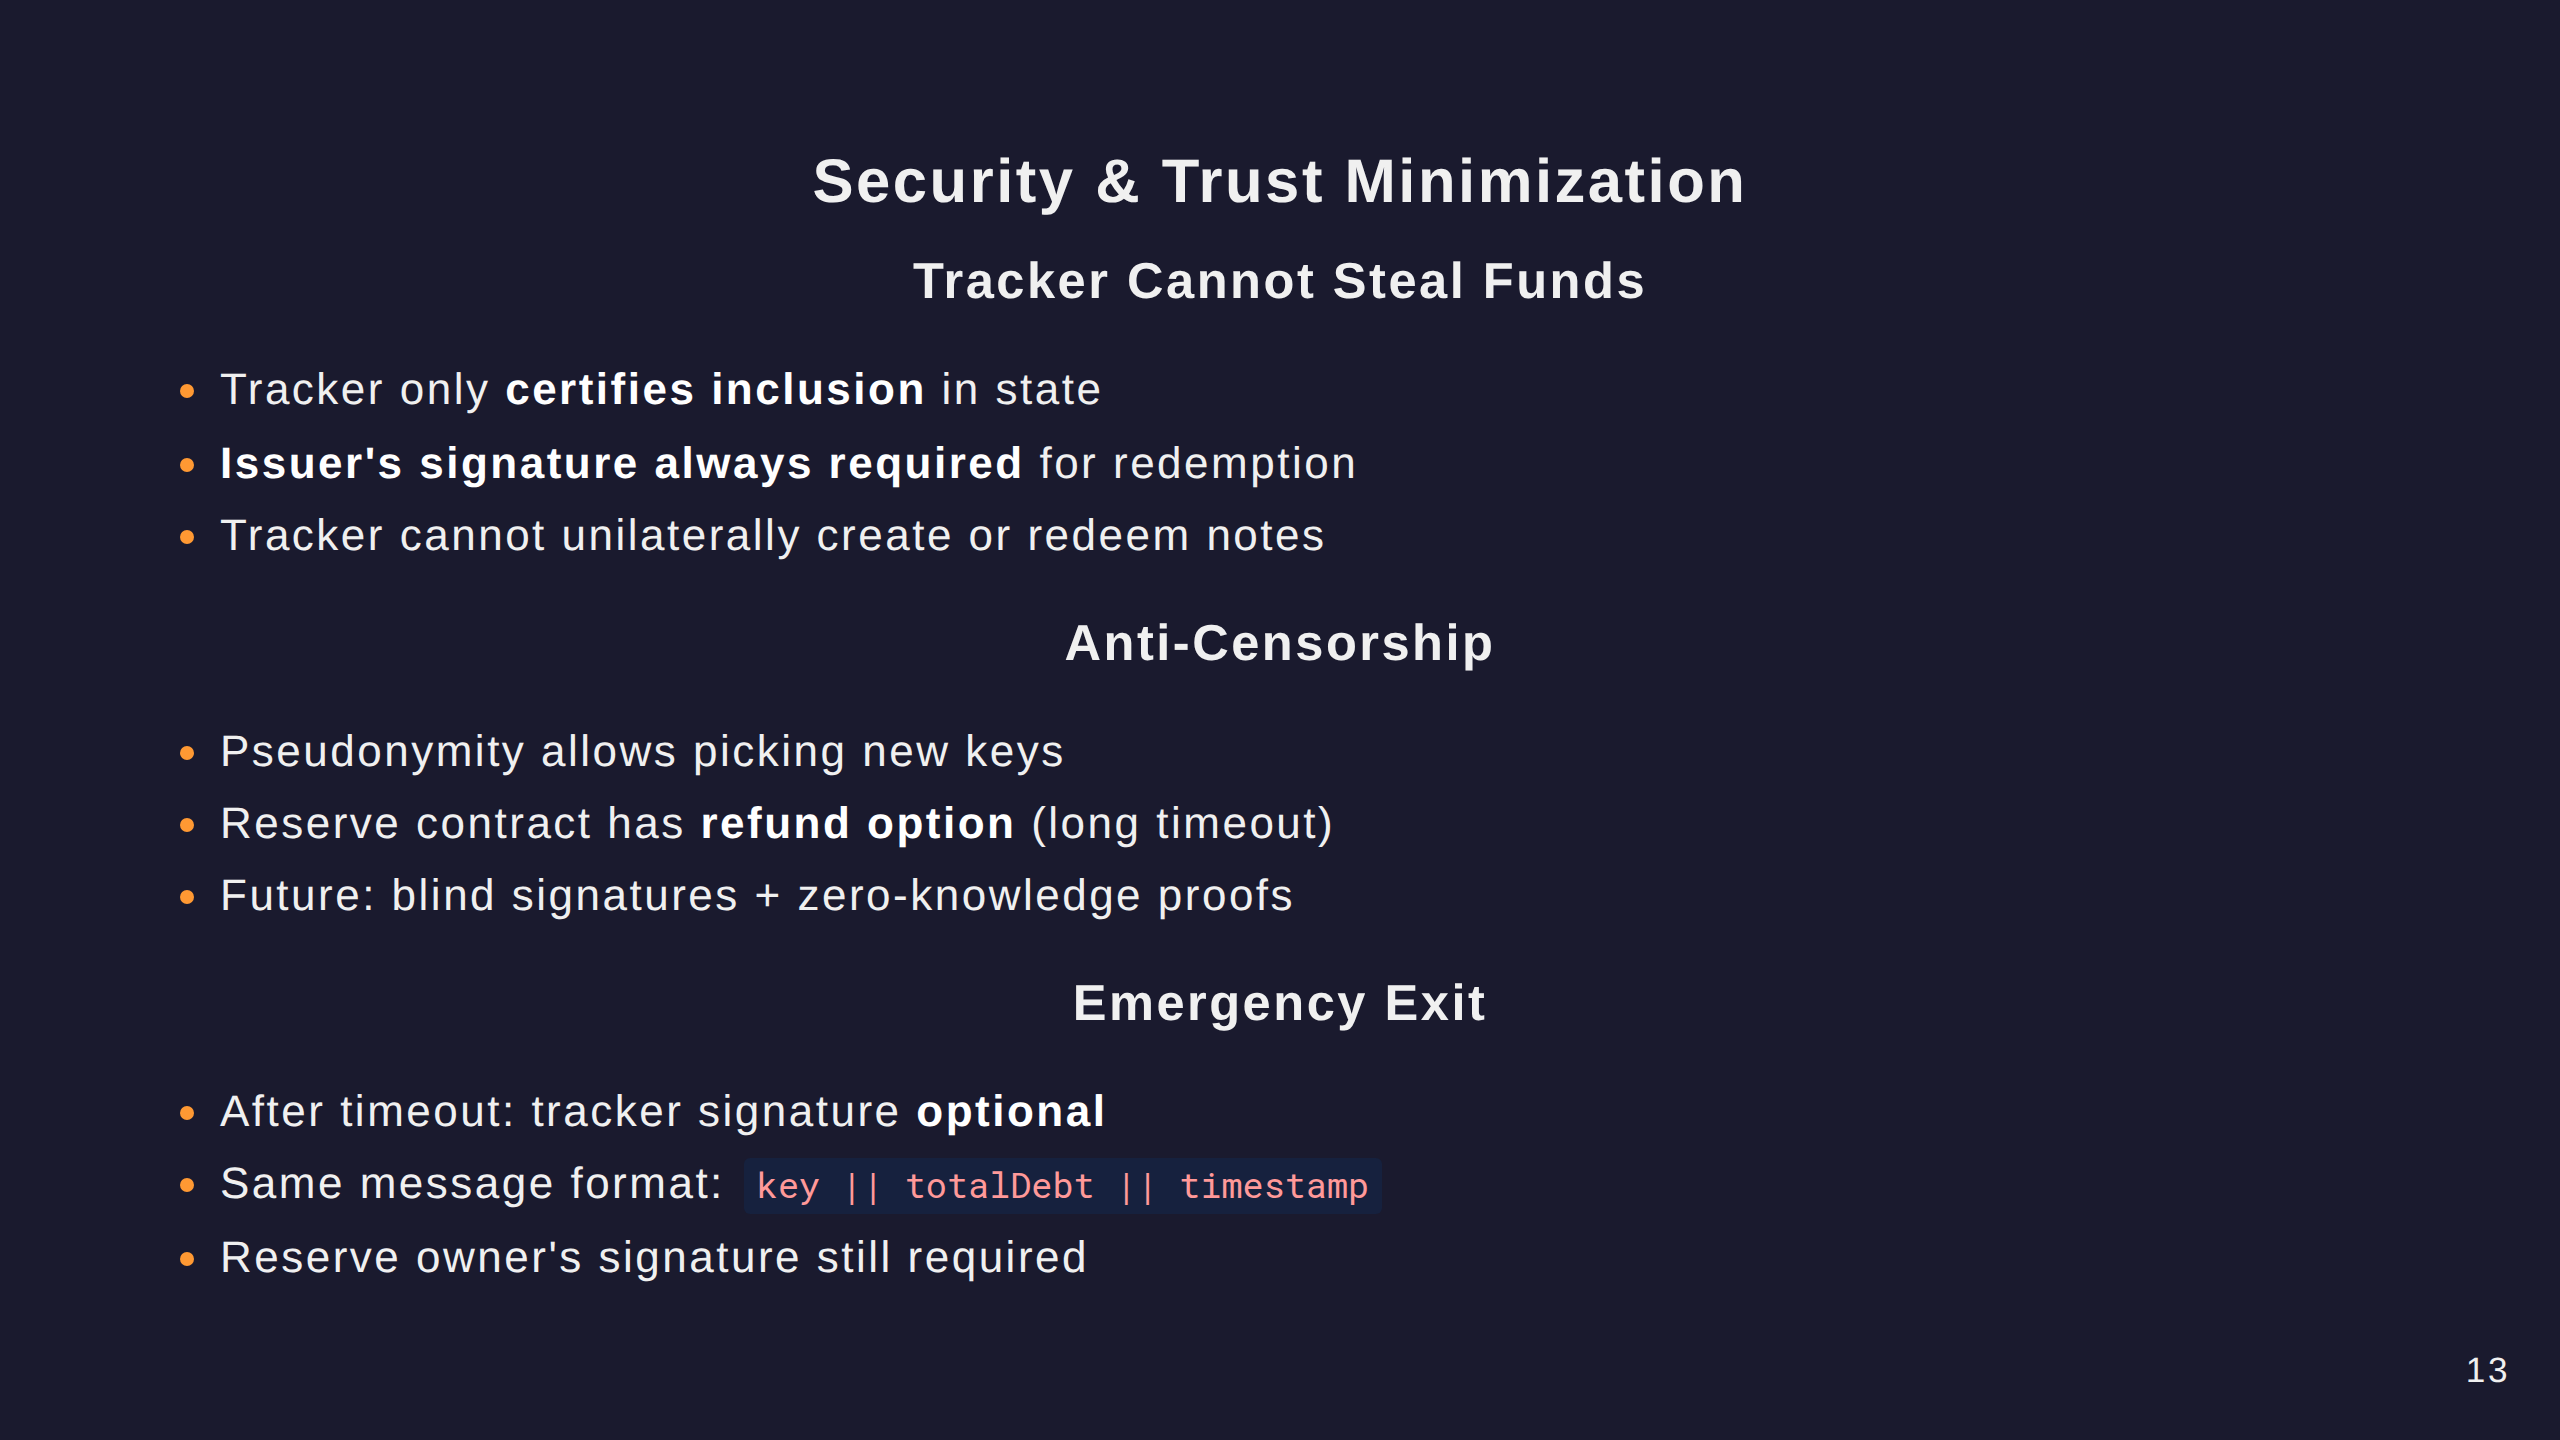 Security & Trust Minimization
Tracker Cannot Steal Funds
Tracker only certifies inclusion in state
Issuer's signature always required for redemption
Tracker cannot unilaterally create or redeem notes
Anti-Censorship
Pseudonymity allows picking new keys
Reserve contract has refund option (long timeout)
Future: blind signatures + zero-knowledge proofs
Emergency Exit
After timeout: tracker signature optional
Same message format: key || totalDebt || timestamp
Reserve owner's signature still required
13